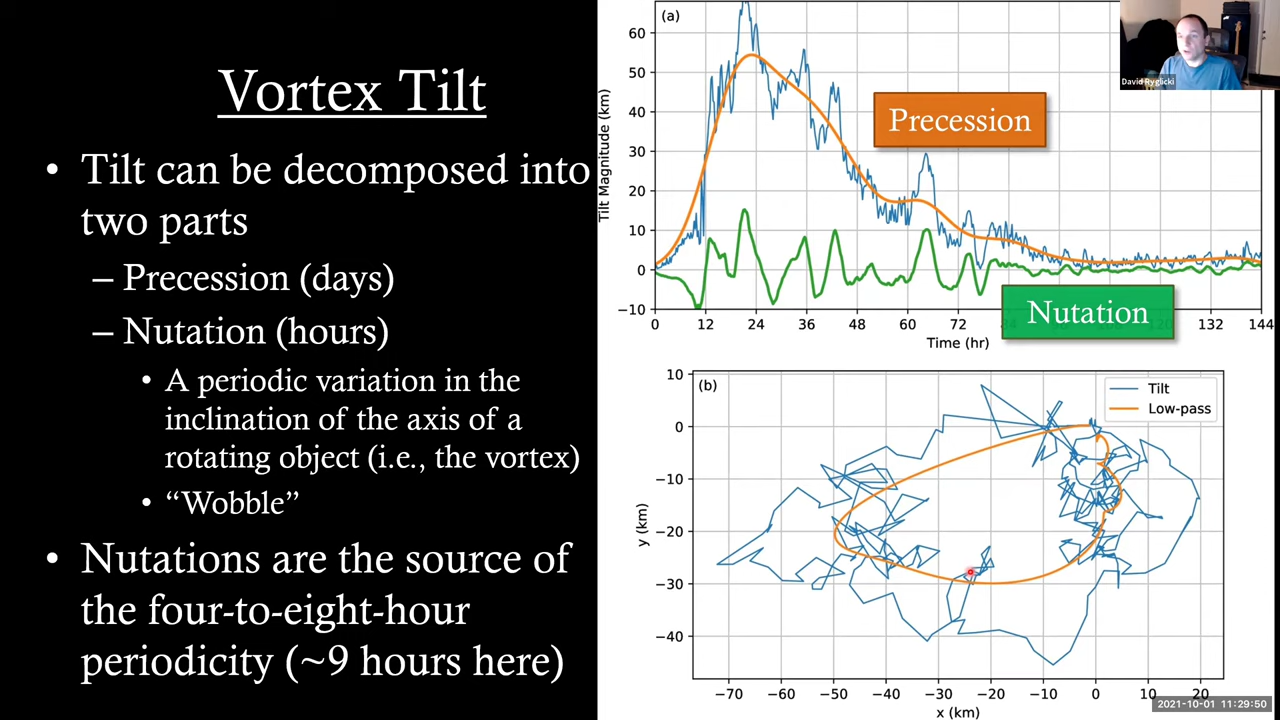 Vortex Tilt
• Tilt can be decomposed into
two parts
– Precession (days)
– Nutation (hours)
• A periodic variation in the
inclination of the axis of a
rotating object (i.e., the vortex)
• “Wobble”
• Nutations are the source of
the four-to-eight-hour
periodicity (~9 hours here)
(a)
Tilt Magnitude (km)
60
50
40
30
20
10
0
−10
Precession
Nutation
0 12 24 36 48 60 72 84 120 132 144
Time (hr)
David Ryglicki
(b)
Tilt
Low-pass
y (km)
10
0
−10
−20
−30
−40
−70 −60 −50 −40 −30 −20 −10 0 10 20
x (km)
2021-10-01 11:29:50